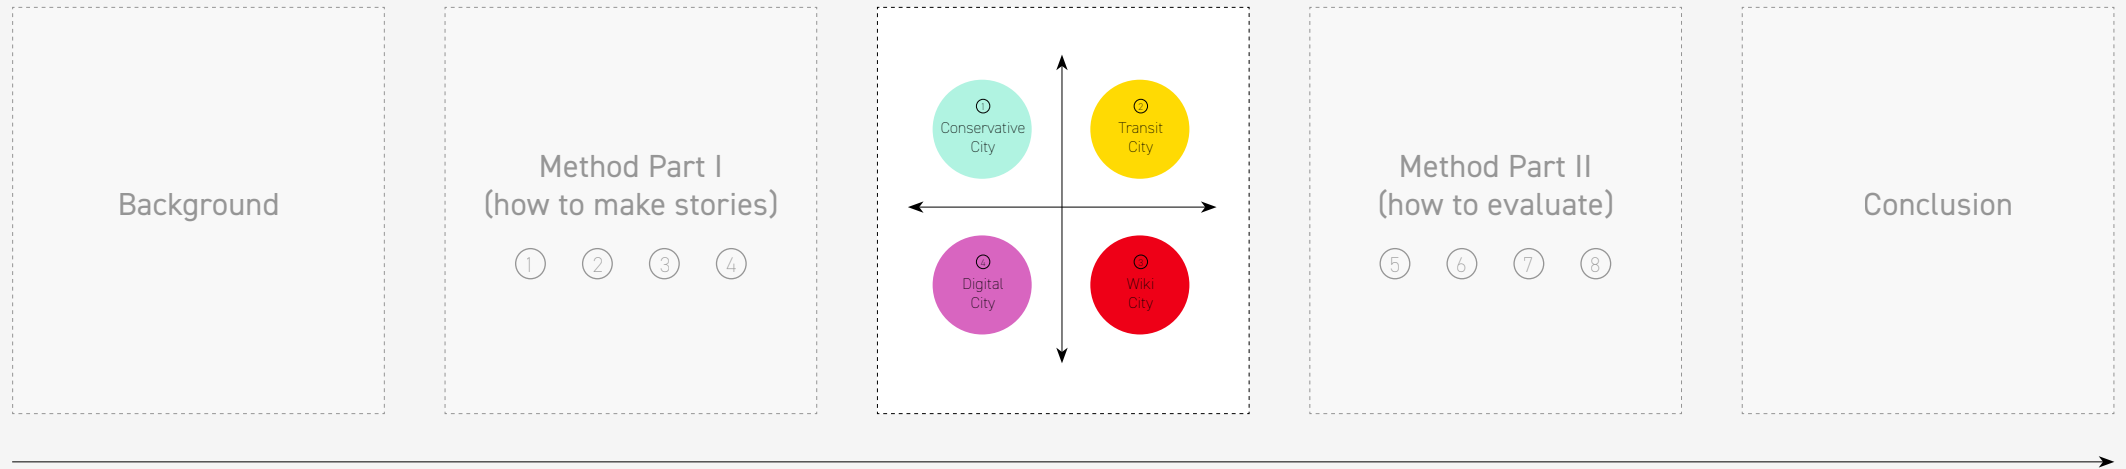 Background
Method Part I
(how to make stories)
1 2 3 4
1
Conservative
City
2
Transit
City
4
Digital
City
3
Wiki
City
Method Part II
(how to evaluate)
5 6 7 8
Conclusion